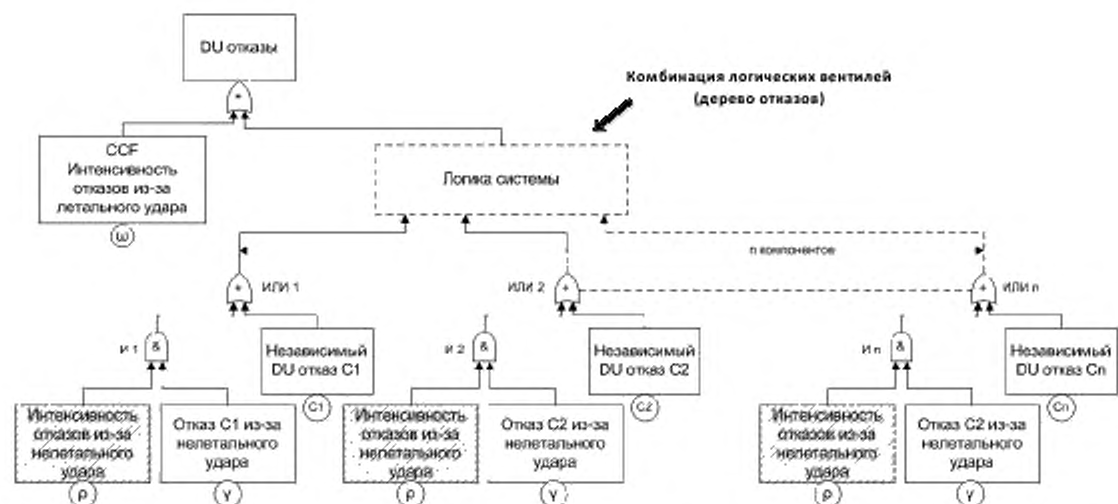 DU отказы
+
Комбинация логических вентилей
(дерево отказов)
CCF
Интенсивность
отказов из-за
летального удара
ω
Логика системы
n компонентов
+
ИЛИ 1
ИЛИ 2
+
+
ИЛИ n
И 1
&
Независимый
DU отказ C1
C1
И 2
&
Независимый
DU отказ C2
C2
И n
&
Независимый
DU отказ Cn
Cn
Интенсивность
отказов из-за
нелетального
удара
ρ
Отказ C1 из-за
нелетального
удара
γ
Интенсивность
отказов из-за
нелетального
удара
ρ
Отказ C2 из-за
нелетального
удара
γ
Интенсивность
отказов из-за
нелетального
удара
ρ
Отказ C2 из-за
нелетального
удара
γ